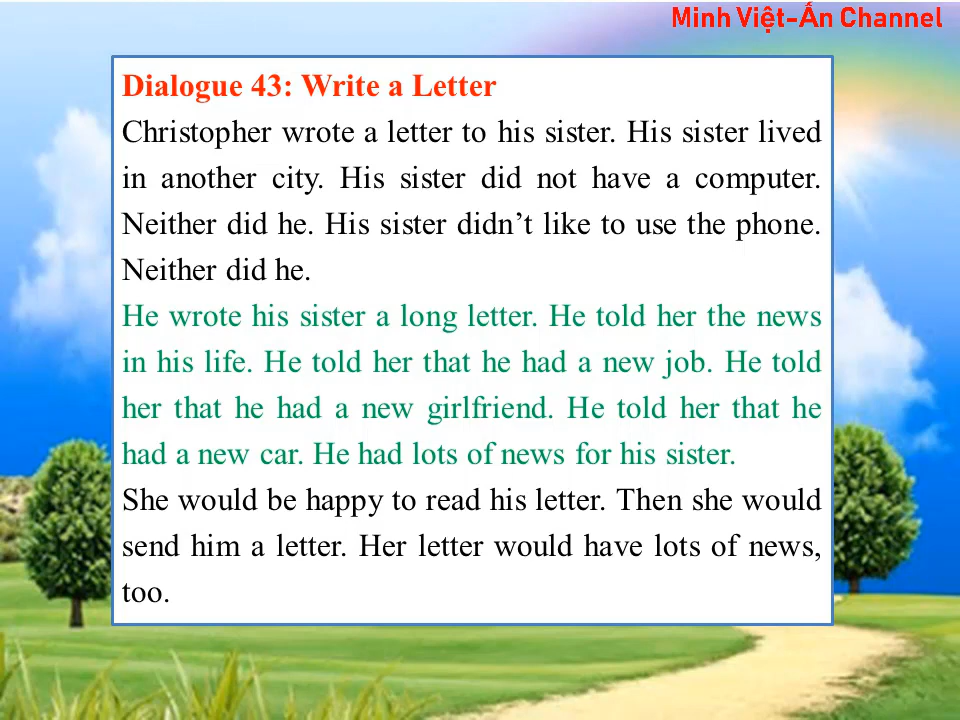 Minh Việt-Ấn Channel
Dialogue 43: Write a Letter
Christopher wrote a letter to his sister. His sister lived
in another city. His sister did not have a computer.
Neither did he. His sister didn’t like to use the phone.
Neither did he.
He wrote his sister a long letter. He told her the news
in his life. He told her that he had a new job. He told
her that he had a new girlfriend. He told her that he
had a new car. He had lots of news for his sister.
She would be happy to read his letter. Then she would
send him a letter. Her letter would have lots of news,
too.